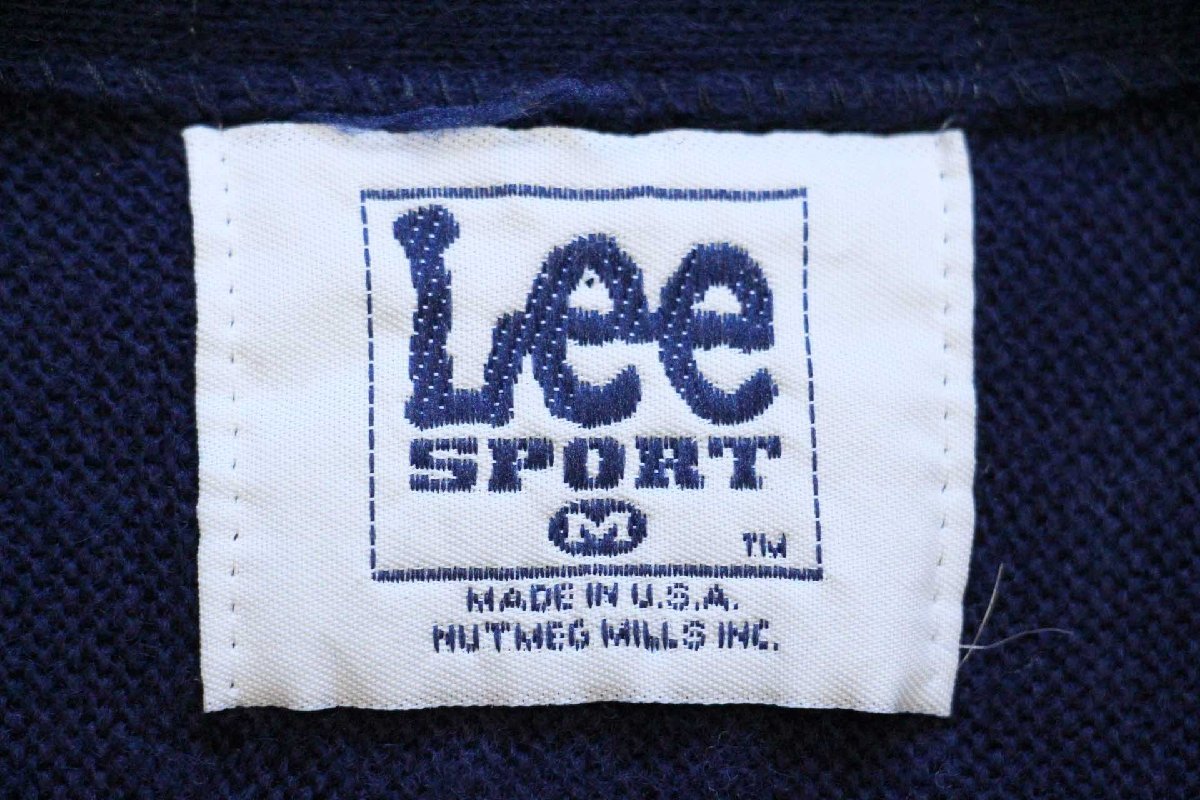 Lee
SPORT
M
TM
MADE IN U.S.A.
NUTMEG MILLS INC.